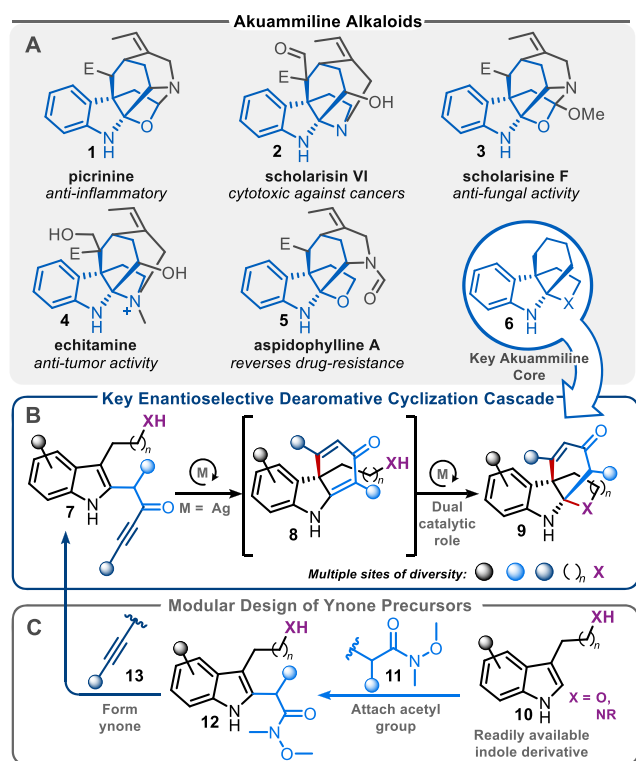 Akuammiline Alkaloids
A
E
N
O
N
H
1
picrinine
anti-inflammatory
O
E
OH
N
H
N
2
scholarisin VI
cytotoxic against cancers
E
N
OMe
O
N
H
3
scholarisine F
anti-fungal activity
HO
E
OH
N
H
N
+
4
echitamine
anti-tumor activity
E
N
O
O
N
H
5
aspidophylline A
reverses drug-resistance
N
H
X
6
Key Akuammiline
Core
B
Key Enantioselective Dearomative Cyclization Cascade
XH
n
N
H
O
7
M
M = Ag
O
XH
n
N
H
8
M
Dual
catalytic
role
O
n
X
N
H
9
Multiple sites of diversity: ( )n X
C
Modular Design of Ynone Precursors
13
Form
ynone
XH
n
N
H
O
N
O
12
O
N
O
11
Attach acetyl
group
XH
n
N
H
10
X = O,
NR
Readily available
indole derivative